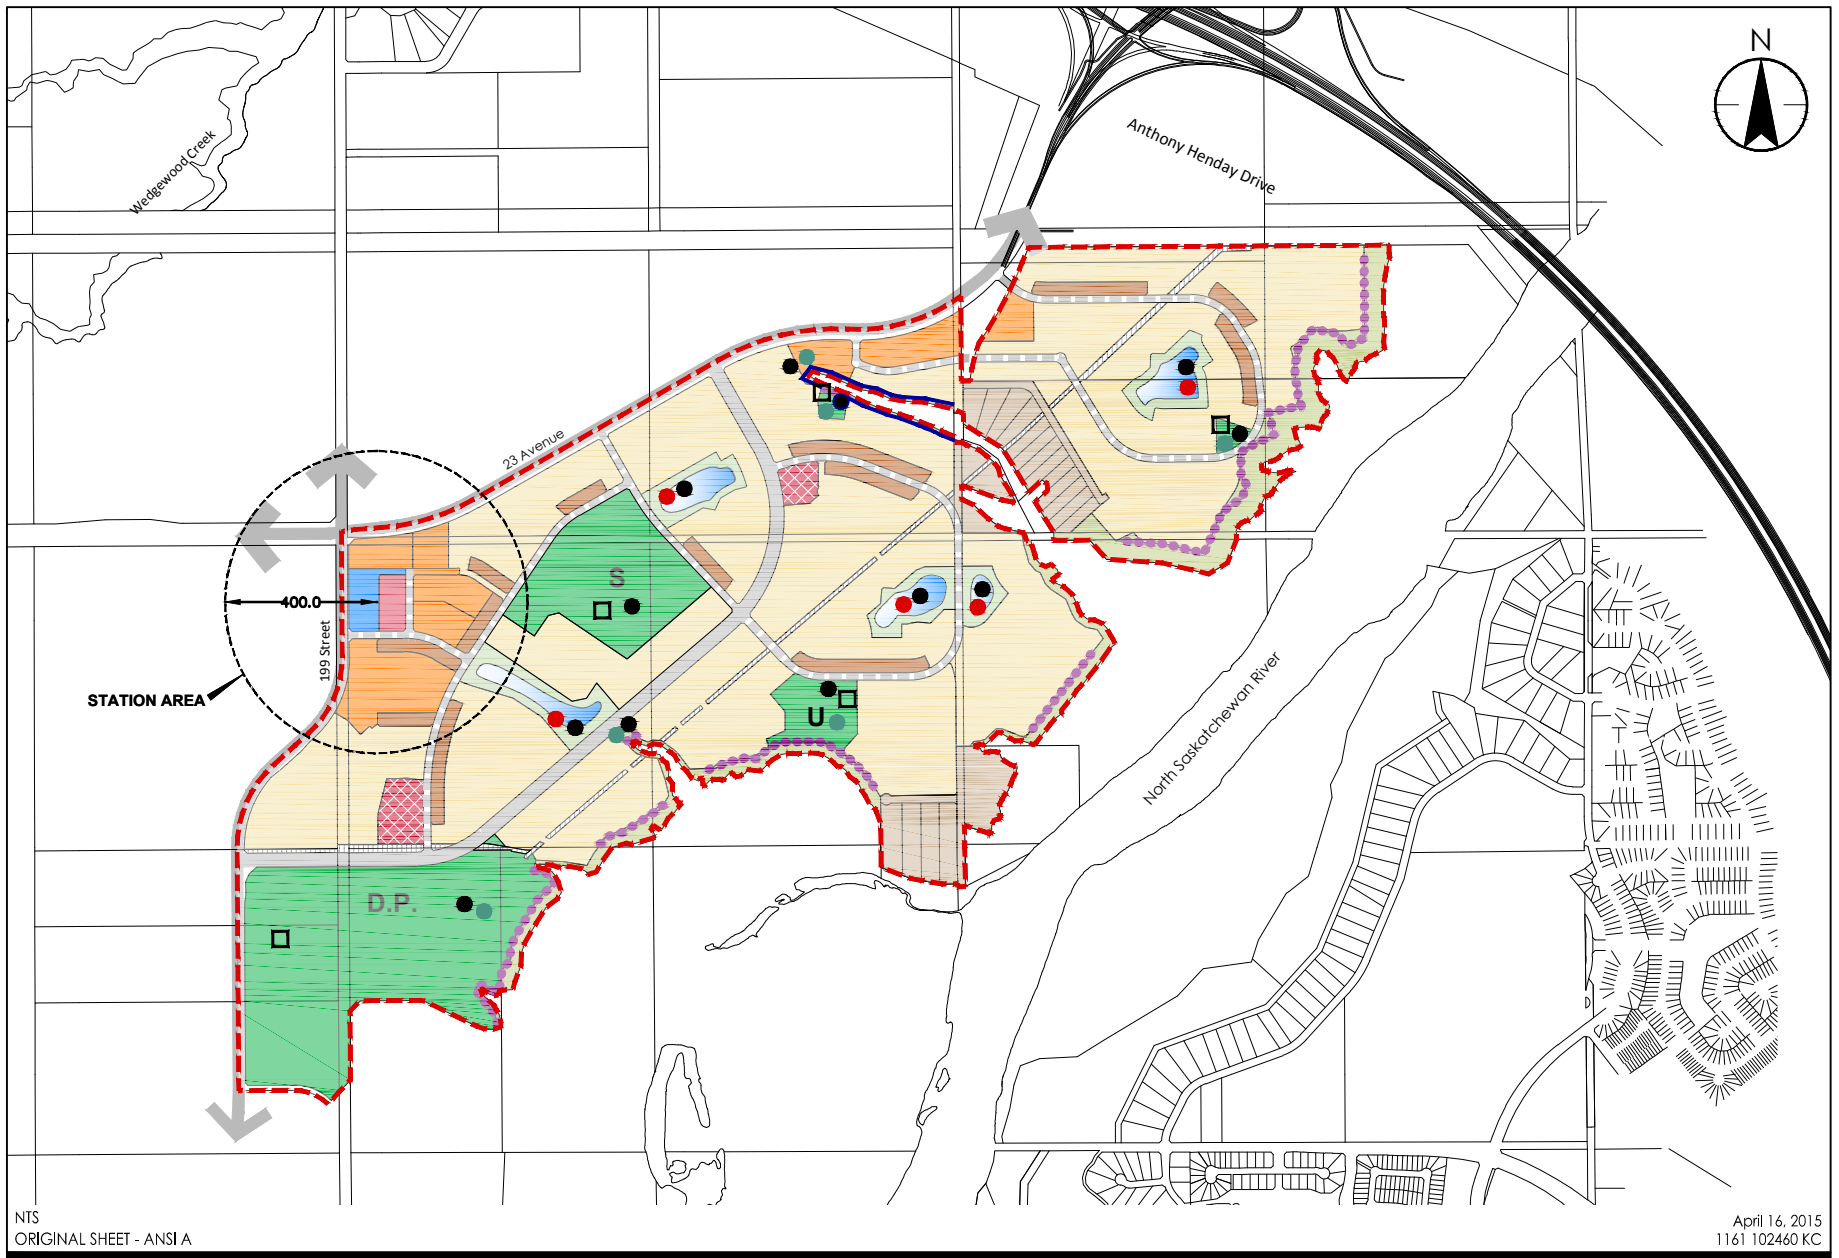 N
Wedgewood Creek
Anthony Henday Drive
23 Avenue
S
400.0
199 Street
STATION AREA
U
North Saskatchewan River
D.P.
NTS
ORIGINAL SHEET - ANSI A
April 16, 2015
1161 102460 KC